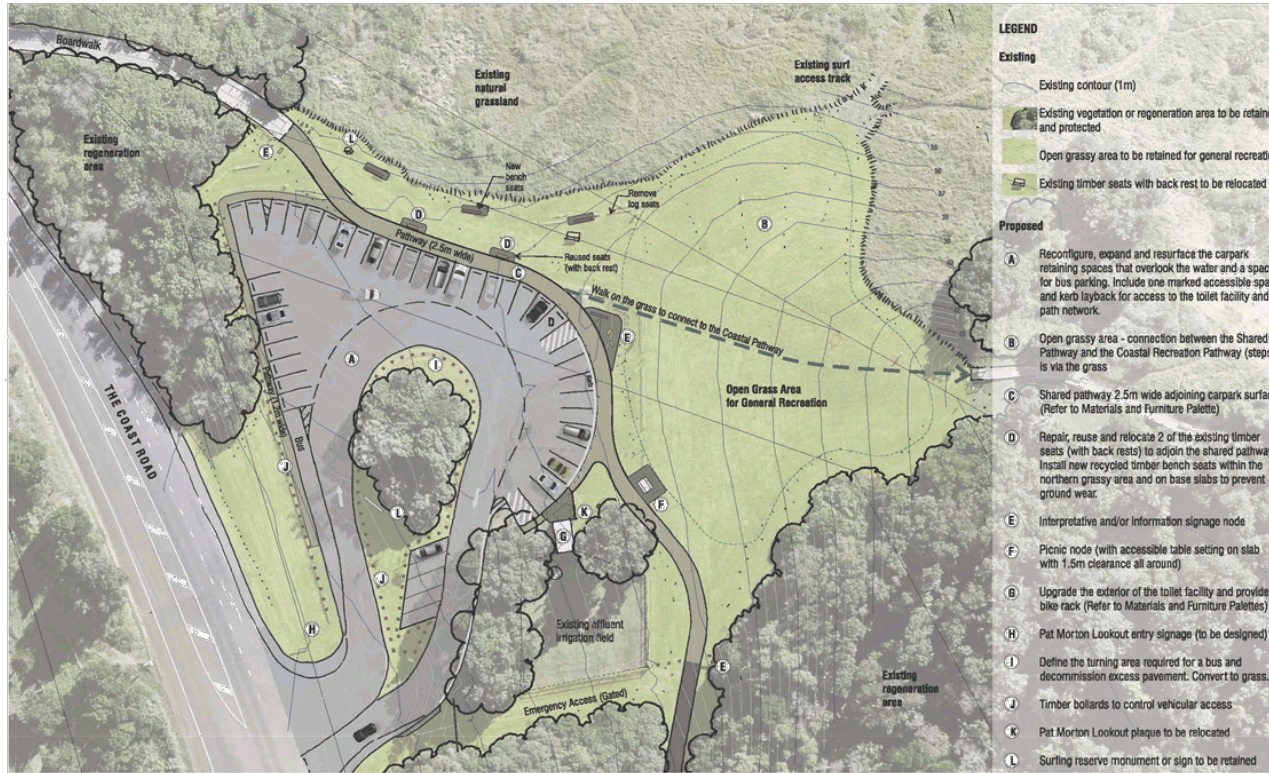 Boardwalk
Existing
natural
grassland
Existing surf
access track
Existing
regeneration
area
L
E
New
bench
seats
Remove
log seats
D
B
Pathway (2.5m wide)
D
Reused seats
(with back rest)
C
Walk on the grass to connect to the Coastal Pathway
D
E
A
I
Open Grass Area
for General Recreation
THE COAST ROAD
Pathway (1.2m wide)
Bus
J
L
K
F
G
J
Existing affluent
irrigation field
H
E
Existing
regeneration
area
Emergency Access (Gated)
LEGEND
Existing
Existing contour (1m)
Existing vegetation or regeneration area to be retaine
and protected
Open grassy area to be retained for general recreatio
Existing timber seats with back rest to be relocated
Proposed
A Reconfigure, expand and resurface the carpark
retaining spaces that overlook the water and a spac
for bus parking. Include one marked accessible spa
and kerb layback for access to the toilet facility and
path network.
B Open grassy area - connection between the Shared
Pathway and the Coastal Recreation Pathway (steps
is via the grass
C Shared pathway 2.5m wide adjoining carpark surfac
(Refer to Materials and Furniture Palette)
D Repair, reuse and relocate 2 of the existing timber
seats (with back rests) to adjoin the shared pathway
Install new recycled timber bench seats within the
northern grassy area and on base slabs to prevent
ground wear.
E Interpretative and/or information signage node
F Picnic node (with accessible table setting on slab
with 1.5m clearance all around)
G Upgrade the exterior of the toilet facility and provide
bike rack (Refer to Materials and Furniture Palettes)
H Pat Morton Lookout entry signage (to be designed)
I Define the turning area required for a bus and
decommission excess pavement. Convert to grass.
J Timber bollards to control vehicular access
K Pat Morton Lookout plaque to be relocated
L Surfing reserve monument or sign to be retained